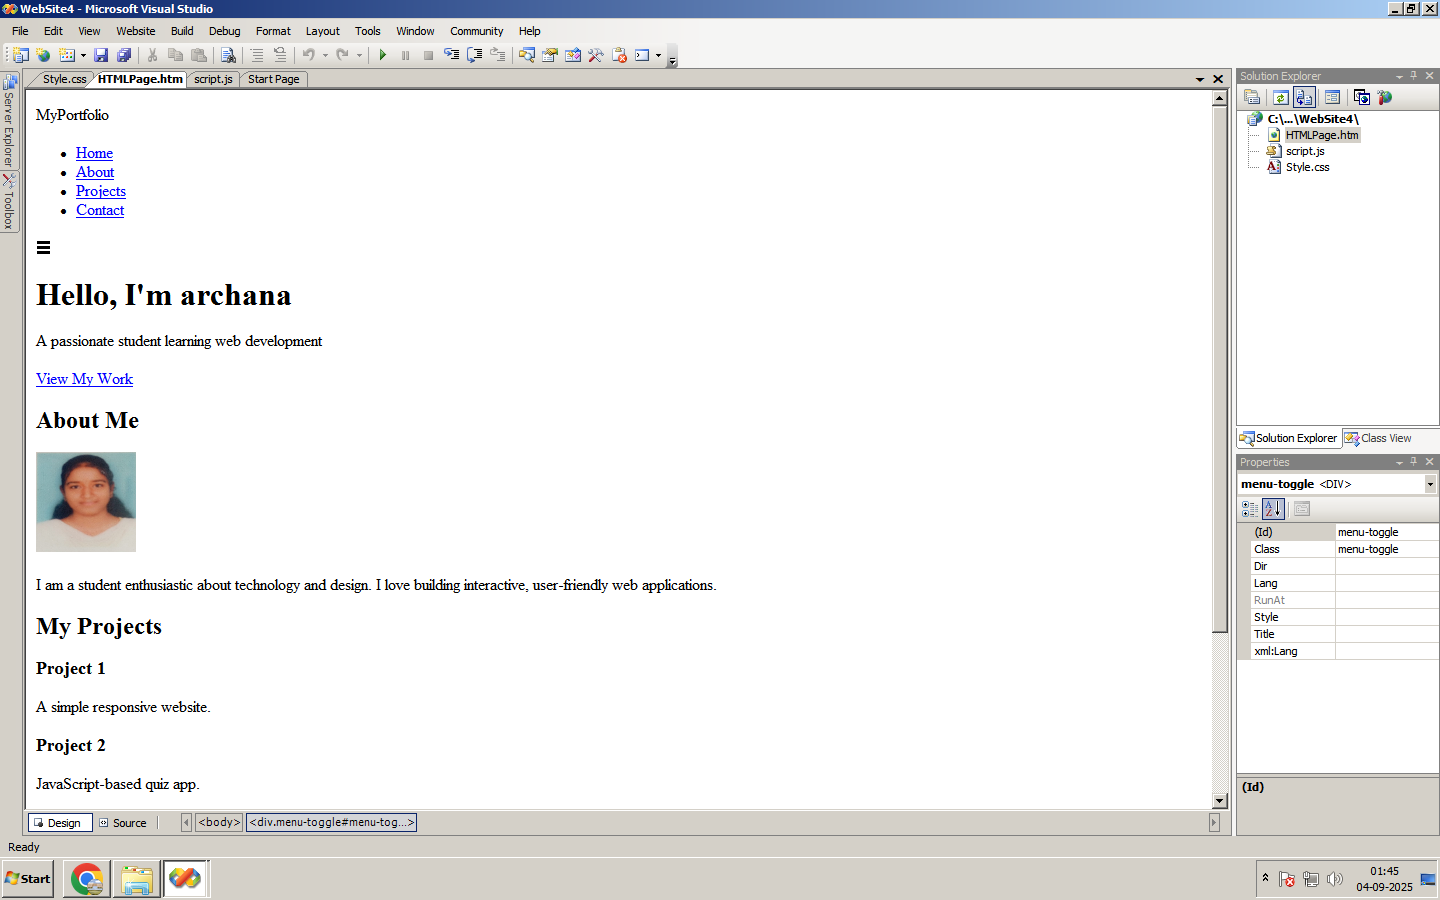 WebSite4 - Microsoft Visual Studio
File Edit View Website Build Debug Format Layout Tools Window Community Help
Style.css HTMLPage.htm script.js Start Page
Server Explorer
Toolbox
MyPortfolio
• Home
• About
• Projects
• Contact
Hello, I'm archana
A passionate student learning web development
View My Work
About Me
I am a student enthusiastic about technology and design. I love building interactive, user-friendly web applications.
My Projects
Project 1
A simple responsive website.
Project 2
JavaScript-based quiz app.
Design Source <body> <div.menu-toggle#menu-tog...>
Solution Explorer
C:\...\WebSite4\
HTMLPage.htm
script.js
Style.css
Solution Explorer Class View
Properties
menu-toggle <DIV>
(Id) menu-toggle
Class menu-toggle
Dir
Lang
RunAt
Style
Title
xml:Lang
(Id)
Ready
Start
01:45
04-09-2025